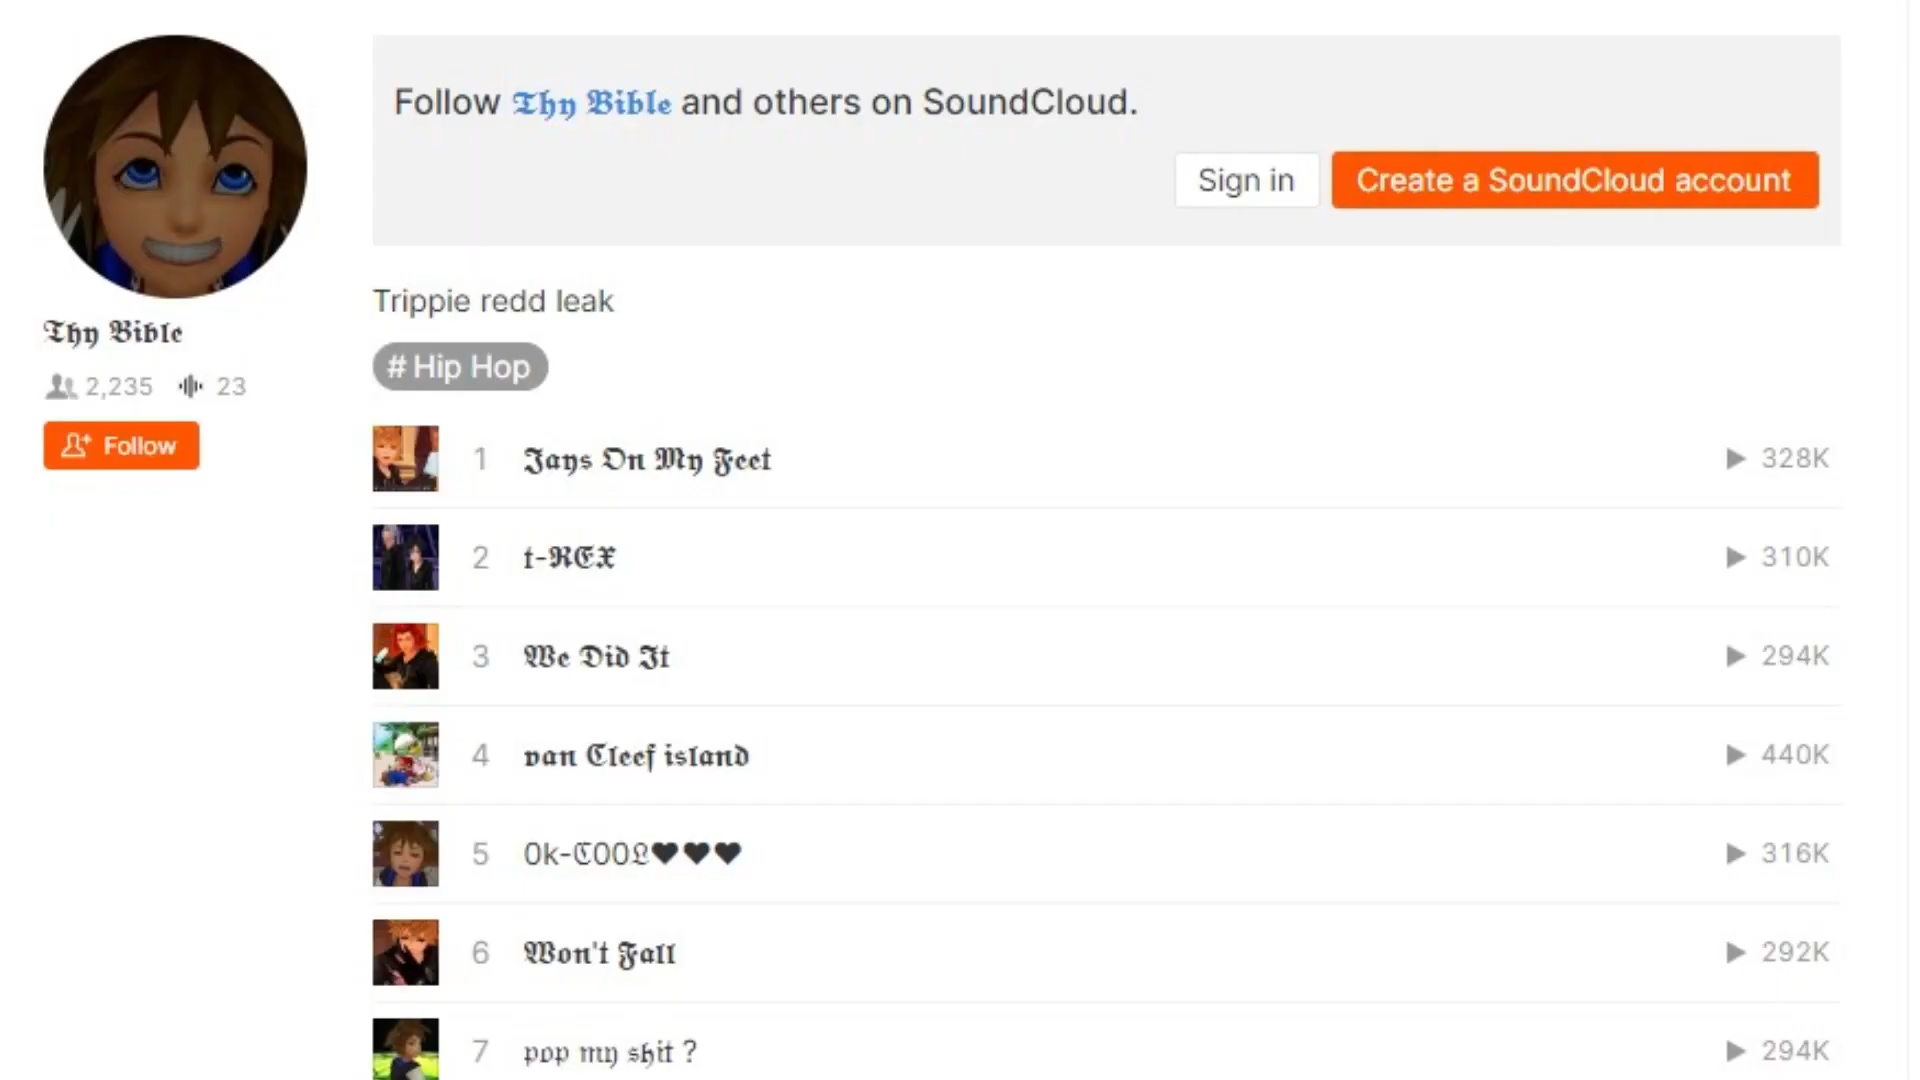 Follow 𝕿𝖍𝖞 𝕭𝖎𝖇𝖑𝖊 and others on SoundCloud.
Sign in
Create a SoundCloud account
𝕿𝖍𝖞 𝕭𝖎𝖇𝖑𝖊
2,235 23
Follow
Trippie redd leak
# Hip Hop
1 𝕵𝖆𝖞𝖘 𝕺𝖓 𝕸𝖞 𝕱𝖊𝖊𝖙 328K
2 𝖙-𝕽𝕰𝖃 310K
3 𝖂𝖊 𝕯𝖎𝖉 𝕴𝖙 294K
4 𝖛𝖆𝖓 𝕮𝖑𝖊𝖊𝖋 𝖎𝖘𝖑𝖆𝖓𝖉 440K
5 0k-ℭ00𝔏♥♥♥ 316K
6 𝖂𝖔𝖓'𝖙 𝕱𝖆𝖑𝖑 292K
7 𝔭𝔬𝔭 𝔪𝔶 𝔰𝔥𝔦𝔱 ? 294K